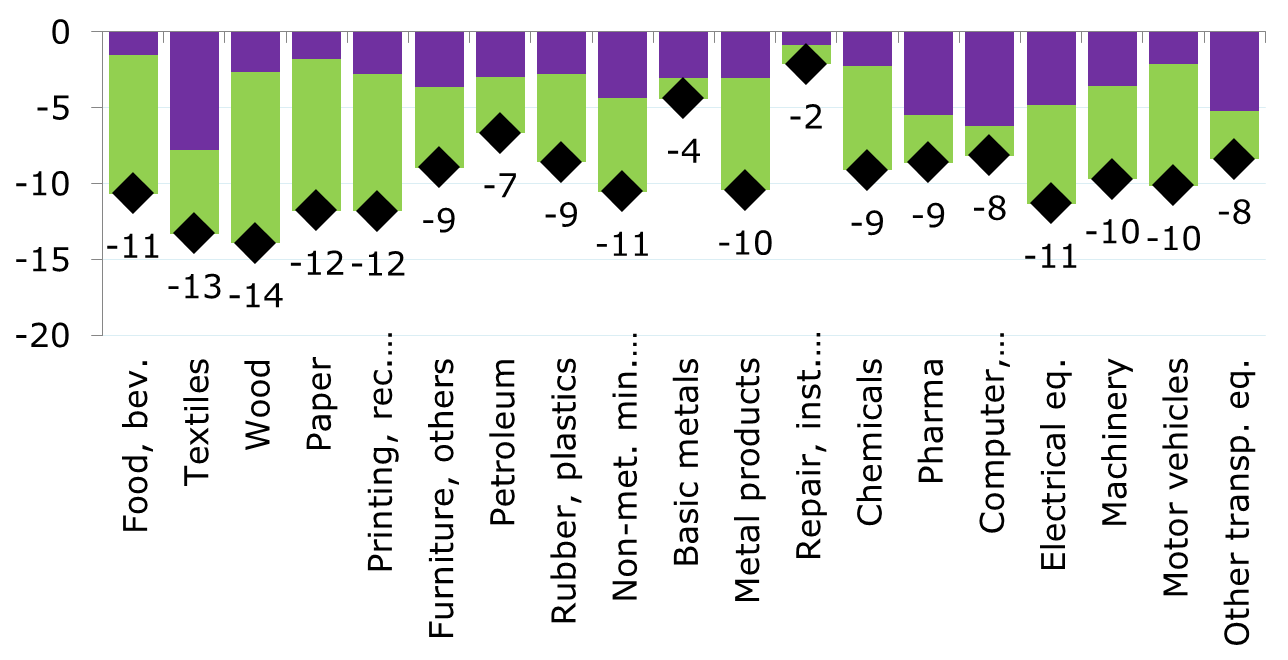 0
-5
-10
-15
-20
-11
-13
-14
-12
-12
-9
-7
-9
-11
-4
-10
-2
-9
-9
-8
-11
-10
-10
-8
Food, bev.
Textiles
Wood
Paper
Printing, rec...
Furniture, others
Petroleum
Rubber, plastics
Non-met. min...
Basic metals
Metal products
Repair, inst...
Chemicals
Pharma
Computer,...
Electrical eq.
Machinery
Motor vehicles
Other transp. eq.